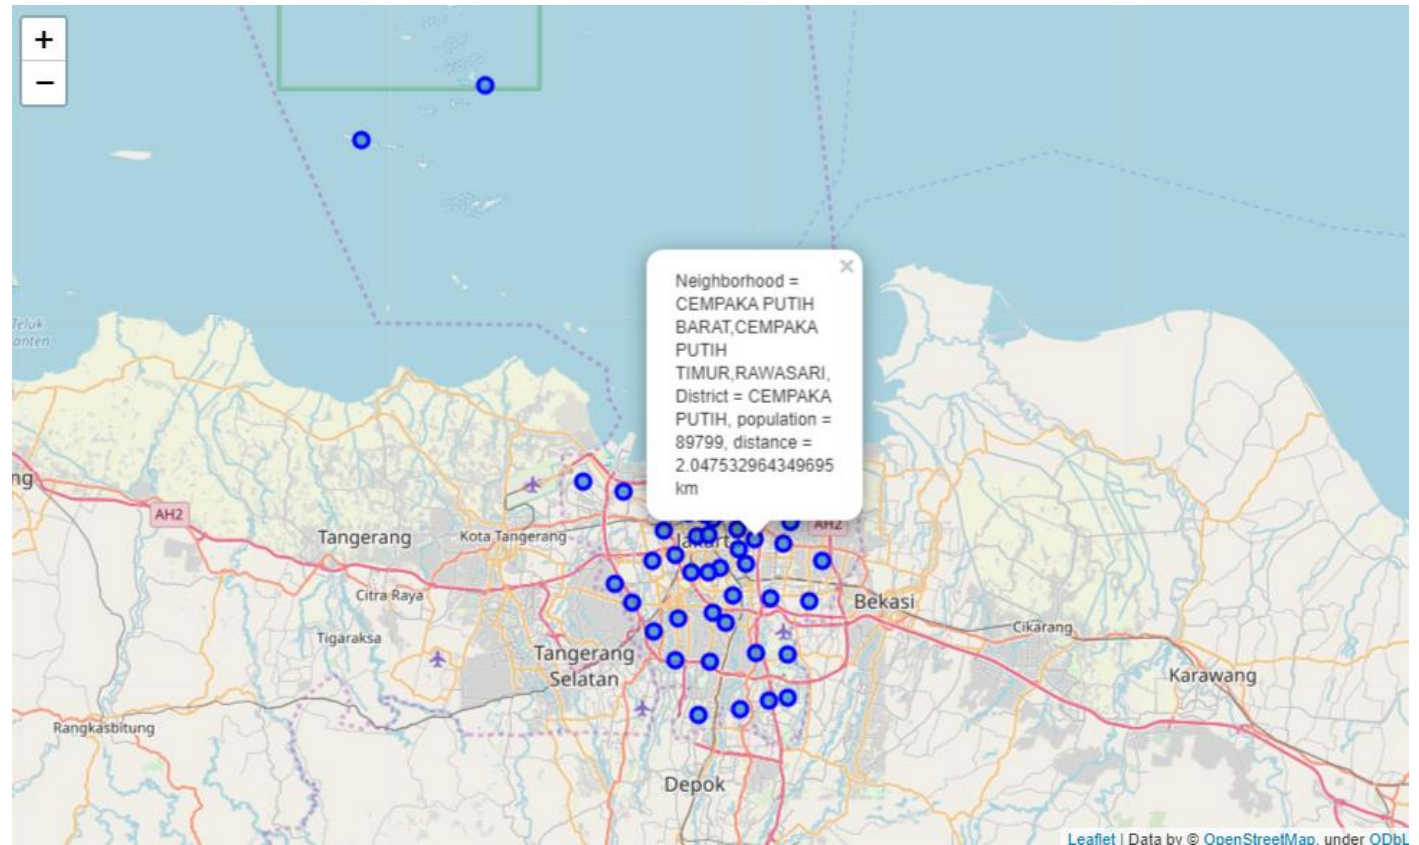 +
−
×
Neighborhood =
CEMPAKA PUTIH
BARAT,CEMPAKA
PUTIH
TIMUR,RAWASARI,
District = CEMPAKA
PUTIH, population =
89799, distance =
2.047532964349695
km
Teluk
ng
AH2
AH2
Tangerang
Kota Tangerang
Jakarta
Citra Raya
Bekasi
Tigaraksa
Cikarang
Tangerang
Selatan
Karawang
Rangkasbitung
Depok
Leaflet | Data by © OpenStreetMap, under ODbL